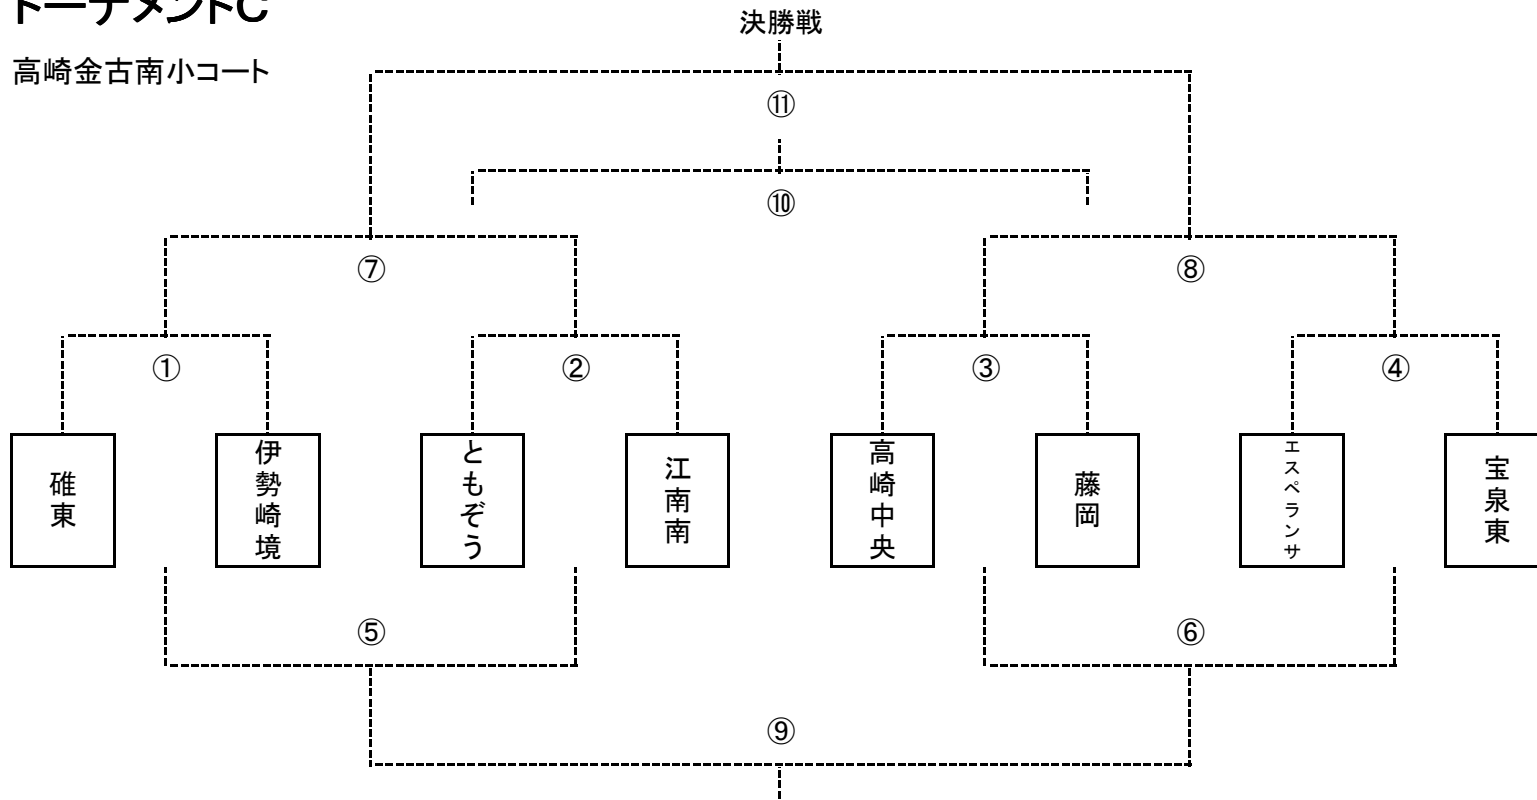 トーナメントC
決勝戦
高崎金古南小コート
⑪
⑩
⑦
⑧
①
②
③
④
碓東
伊勢崎境
ともぞう
江南南
高崎中央
藤岡
エスペランサ
宝泉東
⑤
⑥
⑨